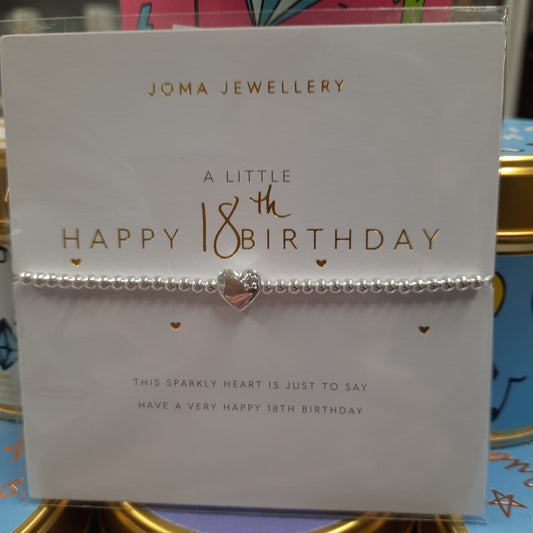 JOMA JEWELLERY
A LITTLE
HAPPY 18th BIRTHDAY
THIS SPARKLY HEART IS JUST TO SAY
HAVE A VERY HAPPY 18TH BIRTHDAY